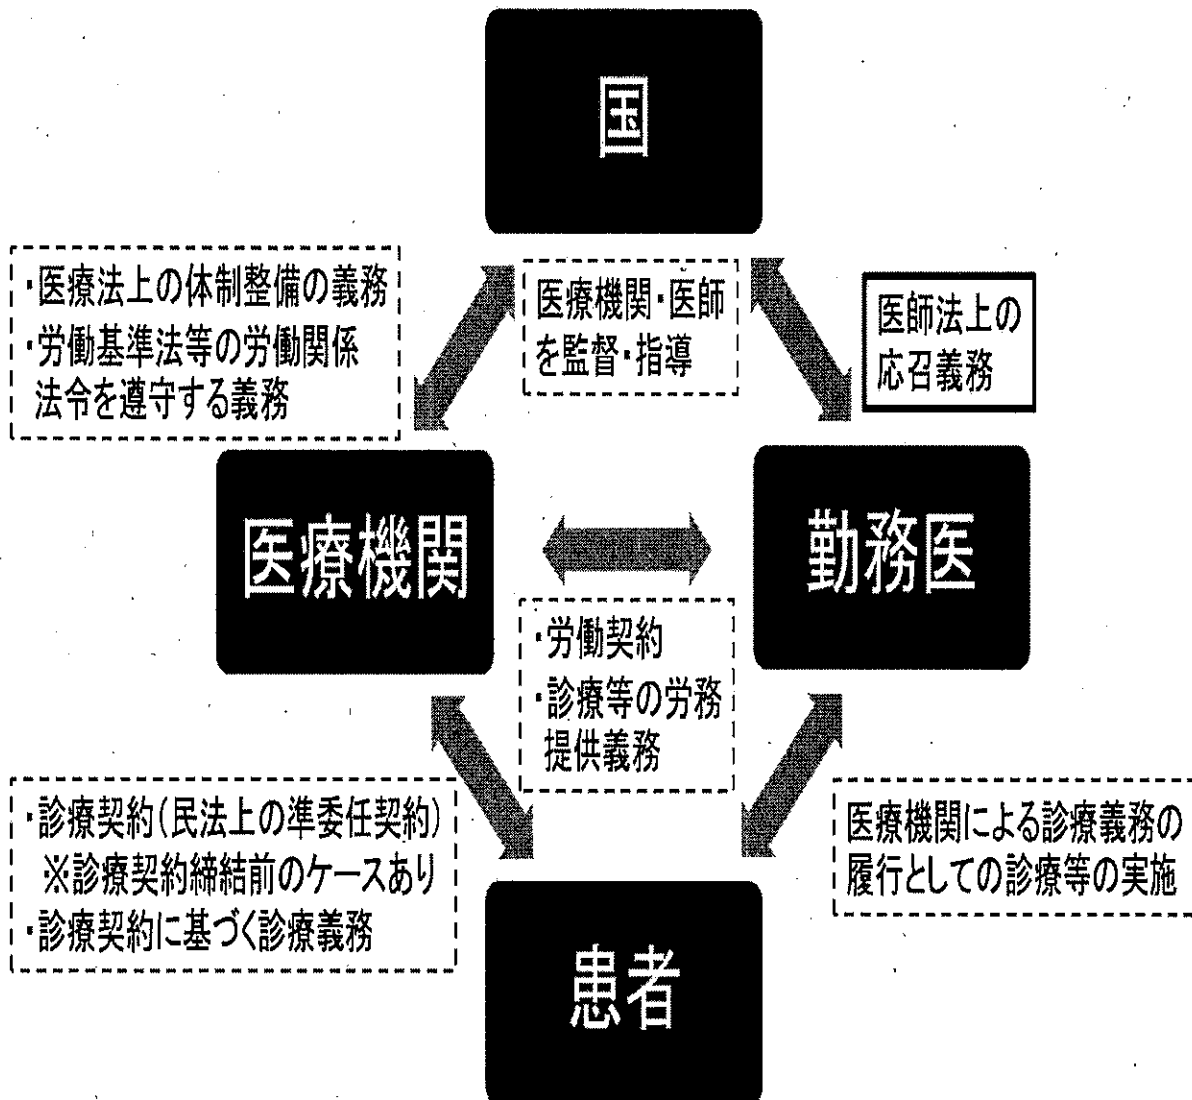 国
・医療法上の体制整備の義務
・労働基準法等の労働関係
法令を遵守する義務
医療機関・医師
を監督・指導
医師法上の
応召義務
医療機関
勤務医
・労働契約
・診療等の労務
提供義務
・診療契約(民法上の準委任契約)
※診療契約締結前のケースあり
・診療契約に基づく診療義務
医療機関による診療義務の
履行としての診療等の実施
患者